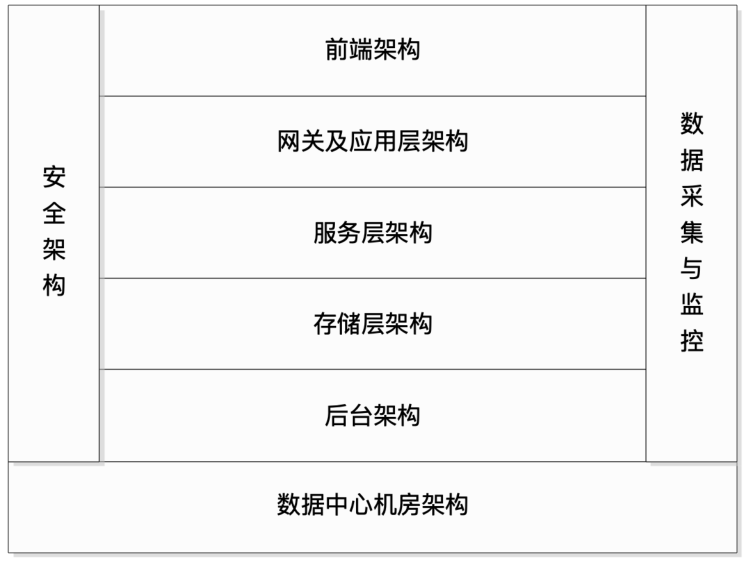 前端架构
网关及应用层架构
安全架构
服务层架构
数据采集与监控
存储层架构
后台架构
数据中心机房架构